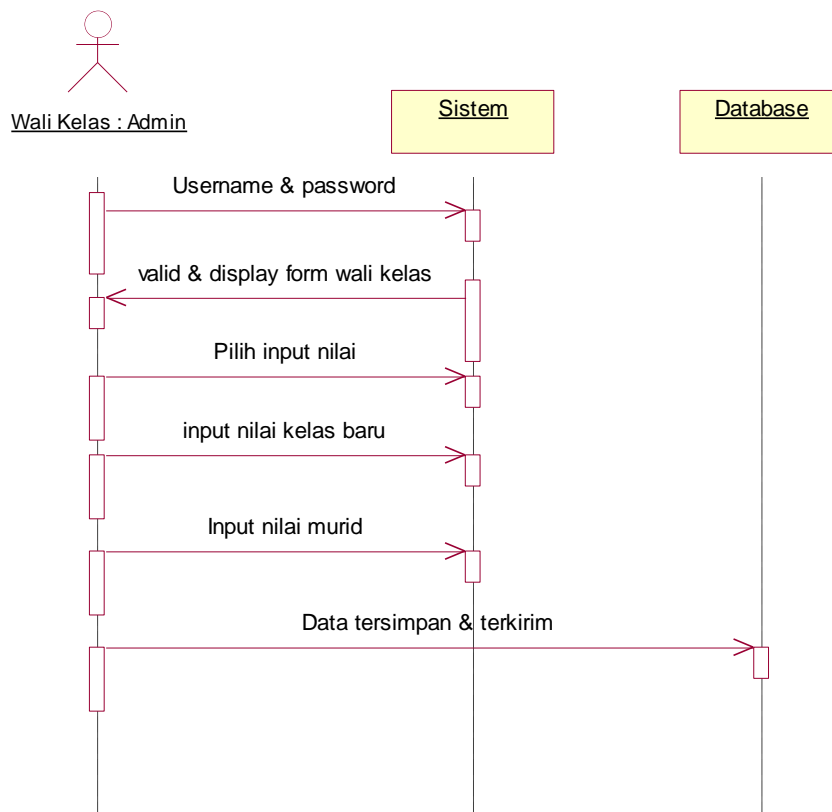 Wali Kelas : Admin
Sistem
Database
Username & password
valid & display form wali kelas
Pilih input nilai
input nilai kelas baru
Input nilai murid
Data tersimpan & terkirim